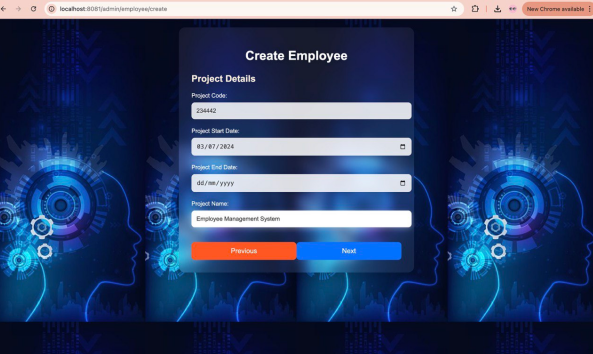 localhost:8081/admin/employee/create
New Chrome available
Create Employee
Project Details
Project Code:
234442
Project Start Date:
03/07/2024
Project End Date:
dd/mm/yyyy
Project Name:
Employee Management System
Previous
Next